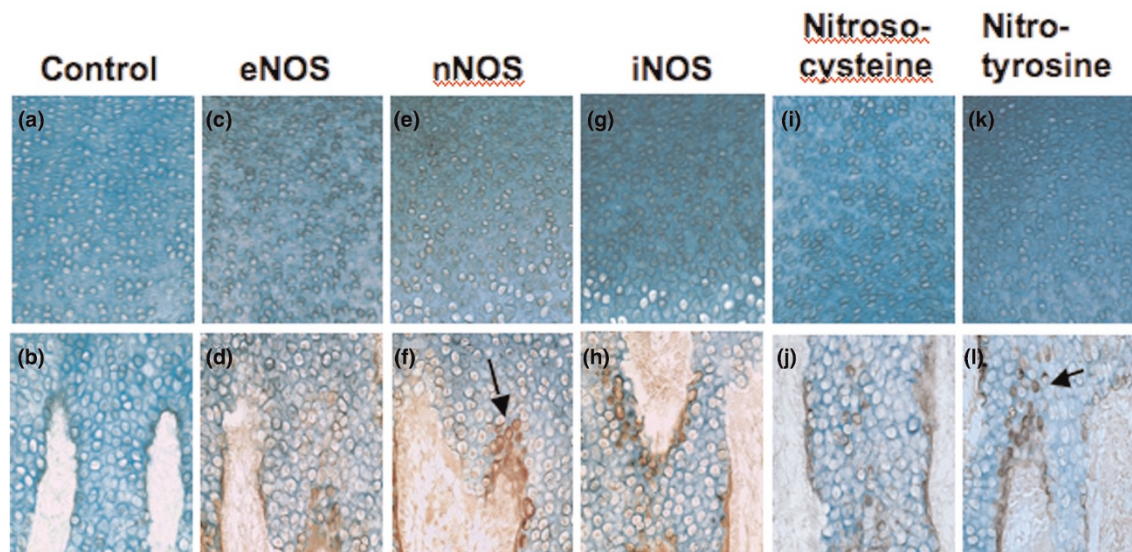 Control
eNOS
nNOS
iNOS
Nitroso-
cysteine
Nitro-
tyrosine
(a)
(c)
(e)
(g)
(i)
(k)
(b)
(d)
(f)
(h)
(j)
(l)